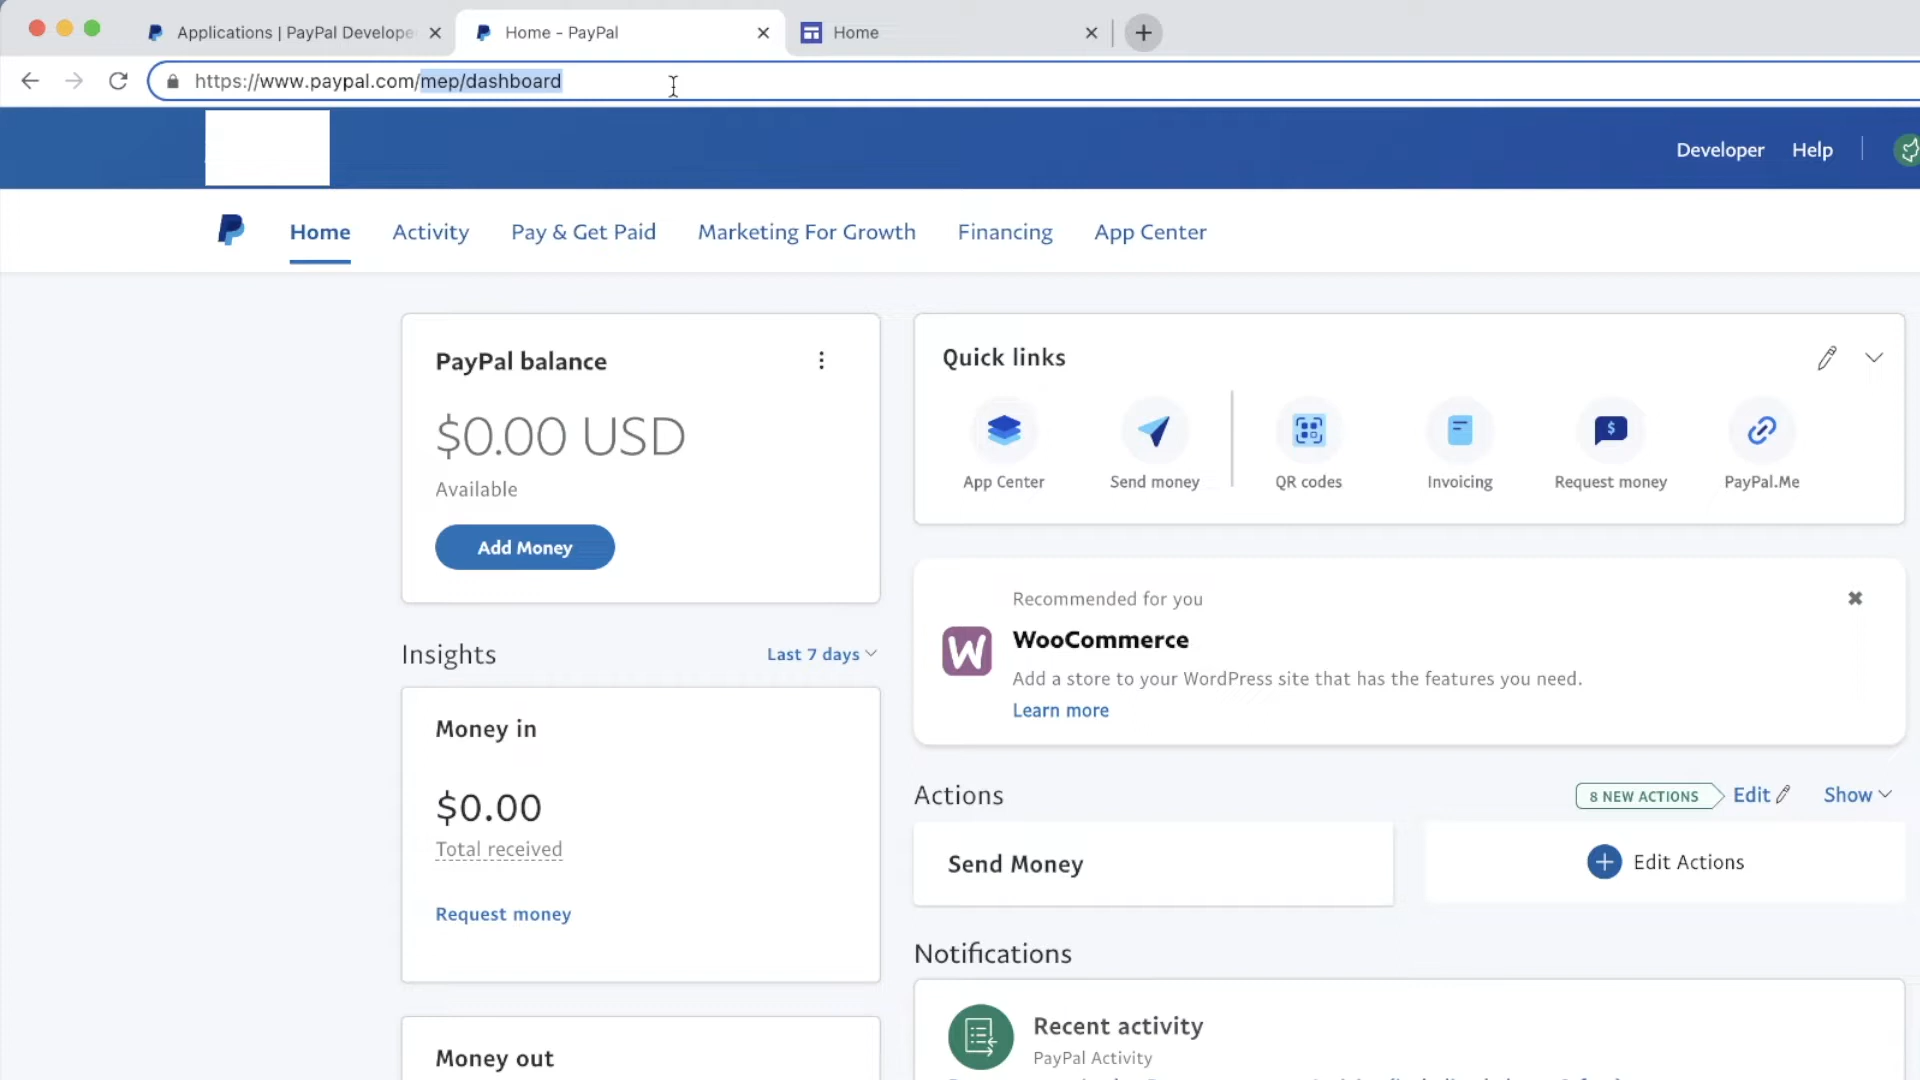 Applications | PayPal Develope
Home - PayPal
Home
https://www.paypal.com/mep/dashboard
Developer
Help
Home
Activity
Pay & Get Paid
Marketing For Growth
Financing
App Center
PayPal balance
$0.00 USD
Available
Add Money
Quick links
App Center
Send money
QR codes
Invoicing
Request money
PayPal.Me
Recommended for you
WooCommerce
Add a store to your WordPress site that has the features you need.
Learn more
Insights
Last 7 days
Money in
$0.00
Total received
Request money
Money out
Actions
8 NEW ACTIONS
Edit
Show
Send Money
Edit Actions
Notifications
Recent activity
PayPal Activity